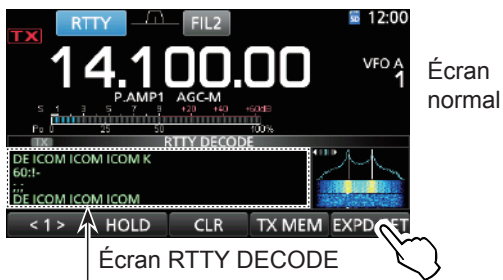 RTTY FIL2 12:00
TX
14.100.00 VFO A
1
P.AMP1 AGC-M
S 1 3 5 7 9 +20 +40 +60dB
Po 0 25 50 100%
TX RTTY DECODE
DE ICOM ICOM ICOM K
60:!-
;;
DE ICOM ICOM ICOM
< 1 > HOLD CLR TX MEM EXPD
Écran
normal
Écran RTTY DECODE